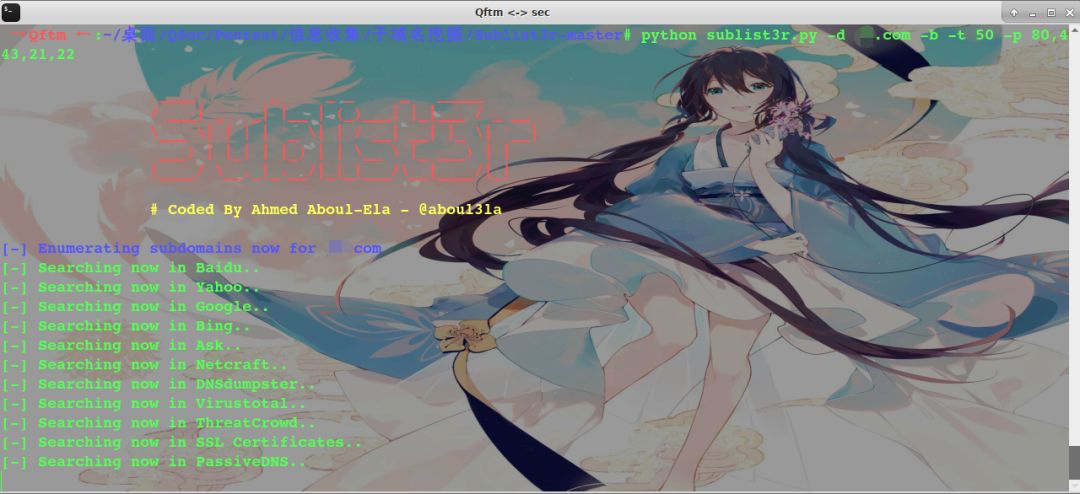 Qftm <-> sec
→Qftm ←:~/桌面/QSec/Pentest/信息收集/子域名挖掘/Sublist3r-master# python sublist3r.py -d .com -b -t 50 -p 80,4
43,21,22
Sublist3r
# Coded By Ahmed Aboul-Ela - @aboul3la
[-] Enumerating subdomains now for com
[-] Searching now in Baidu..
[-] Searching now in Yahoo..
[-] Searching now in Google..
[-] Searching now in Bing..
[-] Searching now in Ask..
[-] Searching now in Netcraft..
[-] Searching now in DNSdumpster..
[-] Searching now in Virustotal..
[-] Searching now in ThreatCrowd..
[-] Searching now in SSL Certificates..
[-] Searching now in PassiveDNS..